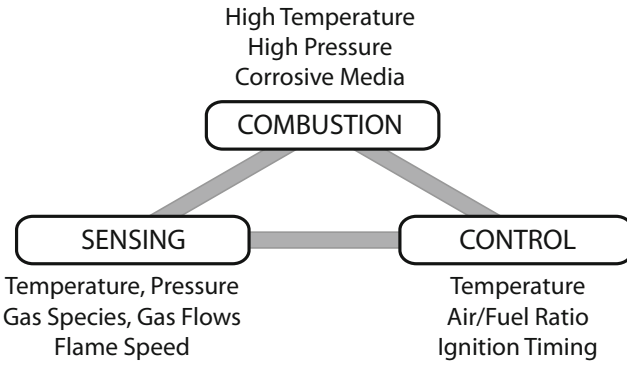 High Temperature
High Pressure
Corrosive Media
COMBUSTION
SENSING
CONTROL
Temperature, Pressure
Gas Species, Gas Flows
Flame Speed
Temperature
Air/Fuel Ratio
Ignition Timing